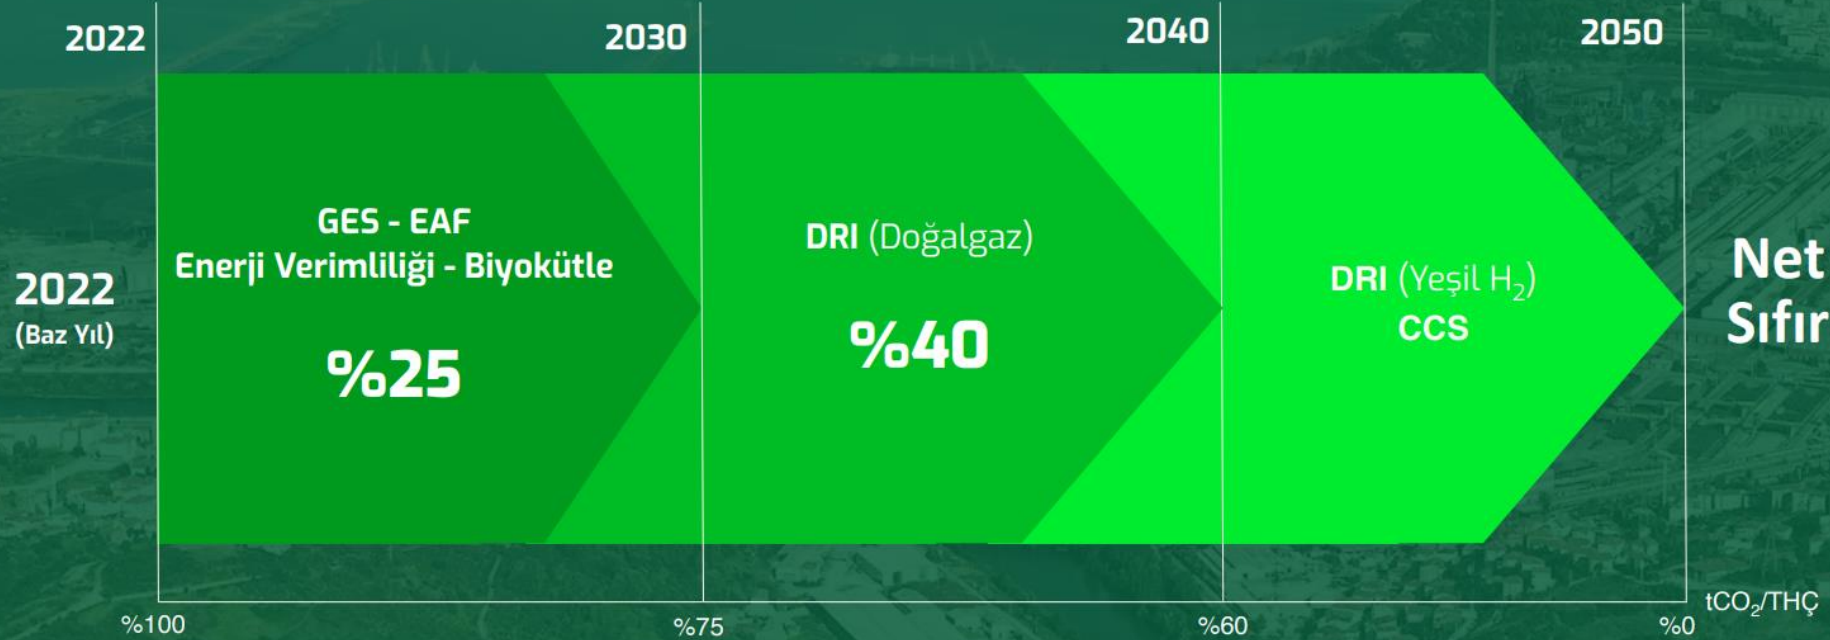 2022
2030
2040
2050
2022
(Baz Yıl)
GES - EAF
Enerji Verimliliği - Biyokütle
%25
DRI (Doğalgaz)
%40
DRI (Yeşil H₂)
CCS
Net
Sıfır
%100
%75
%60
%0
tCO₂/THÇ